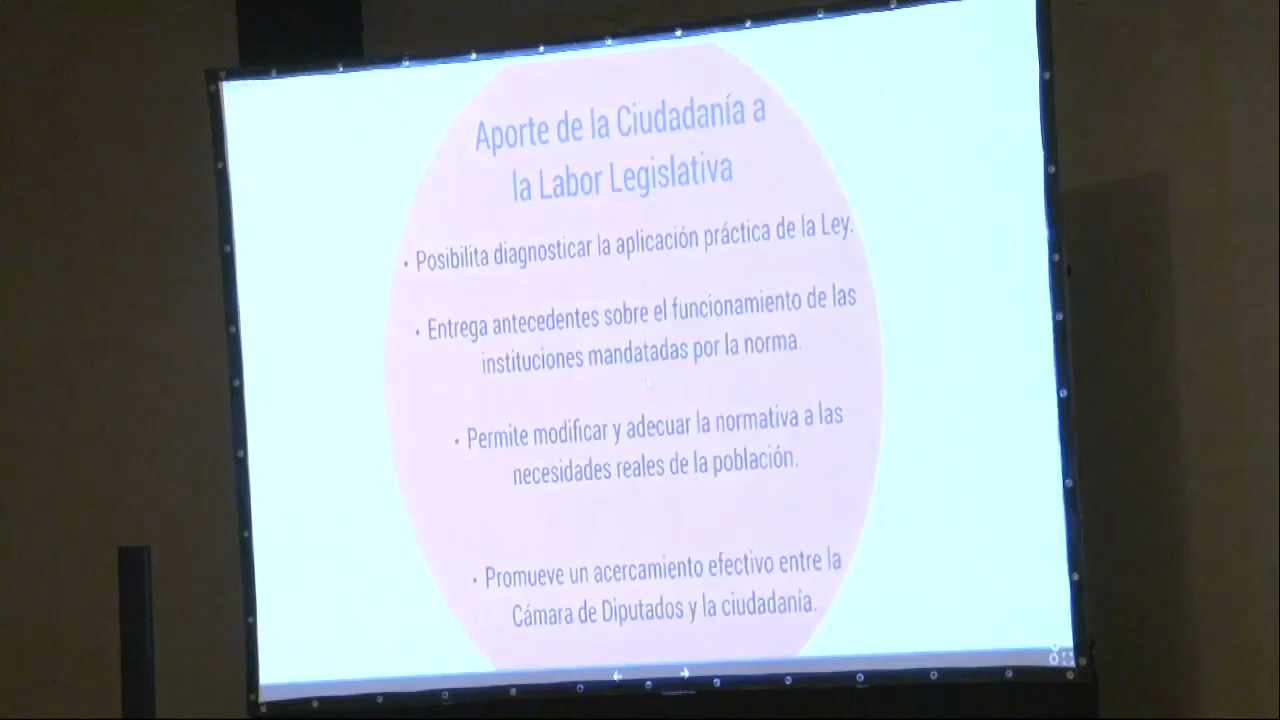 Aporte de la Ciudadanía a
la Labor Legislativa
• Posibilita diagnosticar la aplicación práctica de la Ley.
• Entrega antecedentes sobre el funcionamiento de las
instituciones mandatadas por la norma.
• Permite modificar y adecuar la normativa a las
necesidades reales de la población.
• Promueve un acercamiento efectivo entre la
Cámara de Diputados y la ciudadanía.